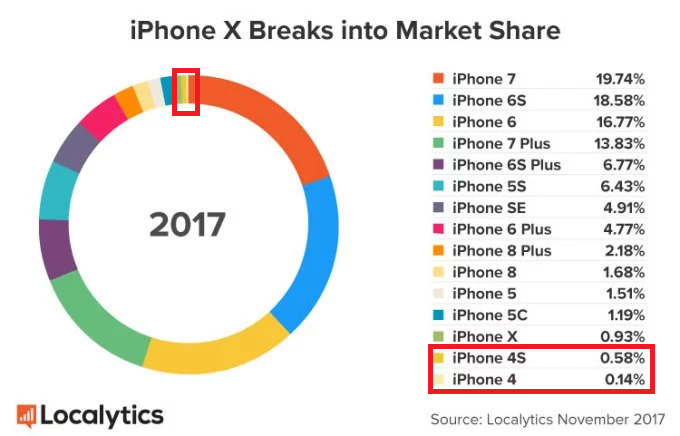 iPhone X Breaks into Market Share
2017
iPhone 7 19.74%
iPhone 6S 18.58%
iPhone 6 16.77%
iPhone 7 Plus 13.83%
iPhone 6S Plus 6.77%
iPhone 5S 6.43%
iPhone SE 4.91%
iPhone 6 Plus 4.77%
iPhone 8 Plus 2.18%
iPhone 8 1.68%
iPhone 5 1.51%
iPhone 5C 1.19%
iPhone X 0.93%
iPhone 4S 0.58%
iPhone 4 0.14%
Localytics
Source: Localytics November 2017